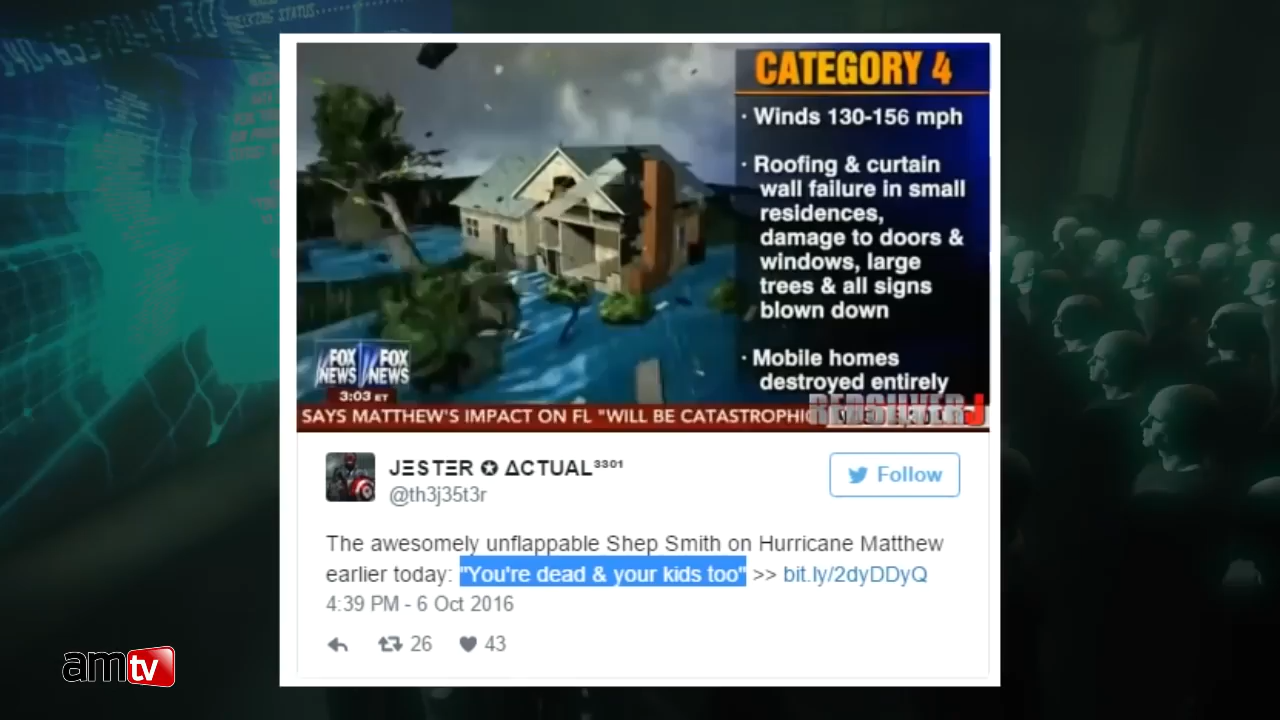 CATEGORY 4
· Winds 130-156 mph
· Roofing & curtain
wall failure in small
residences,
damage to doors &
windows, large
trees & all signs
blown down
· Mobile homes
destroyed entirely
FOX NEWS FOX NEWS
3:03 ET
SAYS MATTHEW'S IMPACT ON FL "WILL BE CATASTROPHIC
JΞSTΞR ✪ ΔCTUAL³³⁰¹
@th3j35t3r
Follow
The awesomely unflappable Shep Smith on Hurricane Matthew
earlier today: "You're dead & your kids too" >> bit.ly/2dyDDyQ
4:39 PM - 6 Oct 2016
26 43
amtv